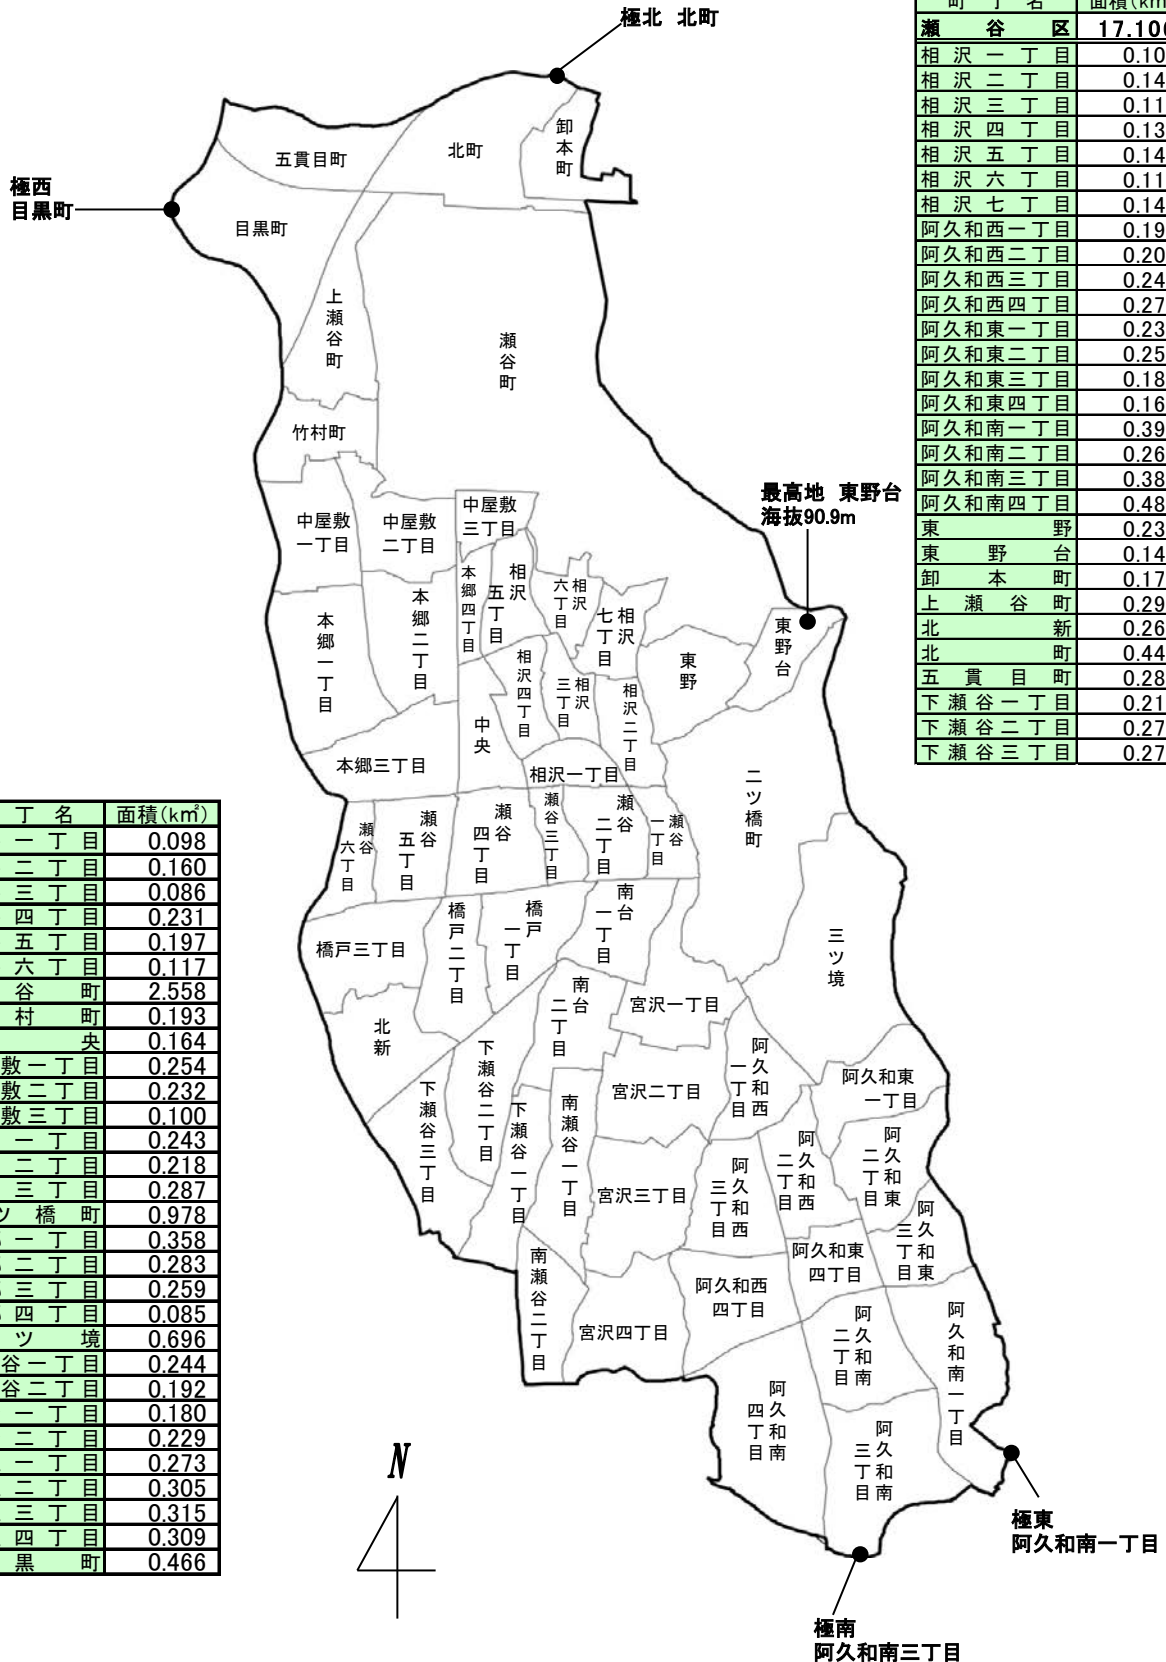 極北 北町
極西
目黒町
最高地 東野台
海抜90.9m
極東
阿久和南一丁目
極南
阿久和南三丁目
N
五貫目町
北町
卸本町
目黒町
上瀬谷町
瀬谷町
竹村町
中屋敷一丁目
中屋敷二丁目
中屋敷三丁目
本郷一丁目
本郷二丁目
本郷四丁目
相沢五丁目
相沢六丁目
相沢七丁目
東野
東野台
相沢四丁目
相沢三丁目
相沢二丁目
中央
本郷三丁目
相沢一丁目
二ツ橋町
瀬谷六丁目
瀬谷五丁目
瀬谷四丁目
瀬谷三丁目
瀬谷二丁目
瀬谷一丁目
橋戸三丁目
橋戸二丁目
橋戸一丁目
南台一丁目
三ツ境
北新
南台二丁目
宮沢一丁目
下瀬谷三丁目
下瀬谷二丁目
下瀬谷一丁目
南瀬谷一丁目
宮沢二丁目
阿久和西一丁目
阿久和東一丁目
宮沢三丁目
阿久和西三丁目
阿久和西二丁目
阿久和東二丁目
阿久和東三丁目
南瀬谷二丁目
宮沢四丁目
阿久和西四丁目
阿久和東四丁目
阿久和南二丁目
阿久和南一丁目
阿久和南四丁目
阿久和南三丁目
町丁名 面積(km
瀬谷区 17.10
相沢一丁目 0.10
相沢二丁目 0.14
相沢三丁目 0.11
相沢四丁目 0.13
相沢五丁目 0.14
相沢六丁目 0.11
相沢七丁目 0.14
阿久和西一丁目 0.19
阿久和西二丁目 0.20
阿久和西三丁目 0.24
阿久和西四丁目 0.27
阿久和東一丁目 0.23
阿久和東二丁目 0.25
阿久和東三丁目 0.18
阿久和東四丁目 0.16
阿久和南一丁目 0.39
阿久和南二丁目 0.26
阿久和南三丁目 0.38
阿久和南四丁目 0.48
東野 0.23
東野台 0.14
卸本町 0.17
上瀬谷町 0.29
北新 0.26
北町 0.44
五貫目町 0.28
下瀬谷一丁目 0.21
下瀬谷二丁目 0.27
下瀬谷三丁目 0.27
丁名 面積(km²)
一丁目 0.098
二丁目 0.160
三丁目 0.086
四丁目 0.231
五丁目 0.197
六丁目 0.117
谷町 2.558
村町 0.193
央 0.164
敷一丁目 0.254
敷二丁目 0.232
敷三丁目 0.100
一丁目 0.243
二丁目 0.218
三丁目 0.287
ツ橋町 0.978
一丁目 0.358
二丁目 0.283
三丁目 0.259
四丁目 0.085
ツ境 0.696
谷一丁目 0.244
谷二丁目 0.192
一丁目 0.180
二丁目 0.229
一丁目 0.273
二丁目 0.305
三丁目 0.315
四丁目 0.309
黒町 0.466